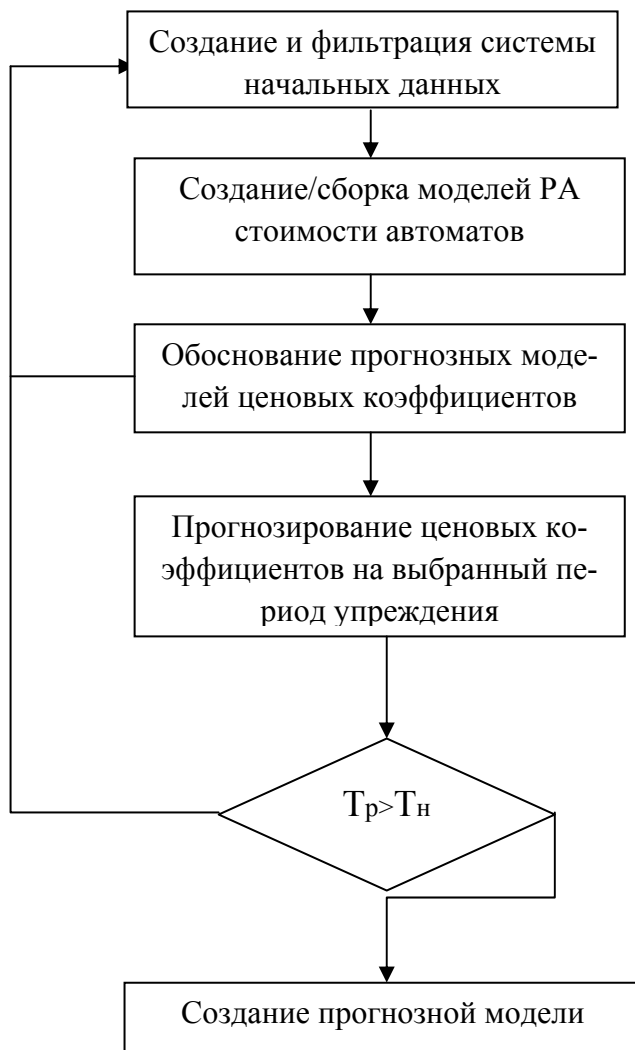 Создание и фильтрация системы
начальных данных
Создание/сборка моделей РА
стоимости автоматов
Обоснование прогнозных моде-
лей ценовых коэффициентов
Прогнозирование ценовых ко-
эффициентов на выбранный пе-
риод упреждения
Тр>Тн
Создание прогнозной модели